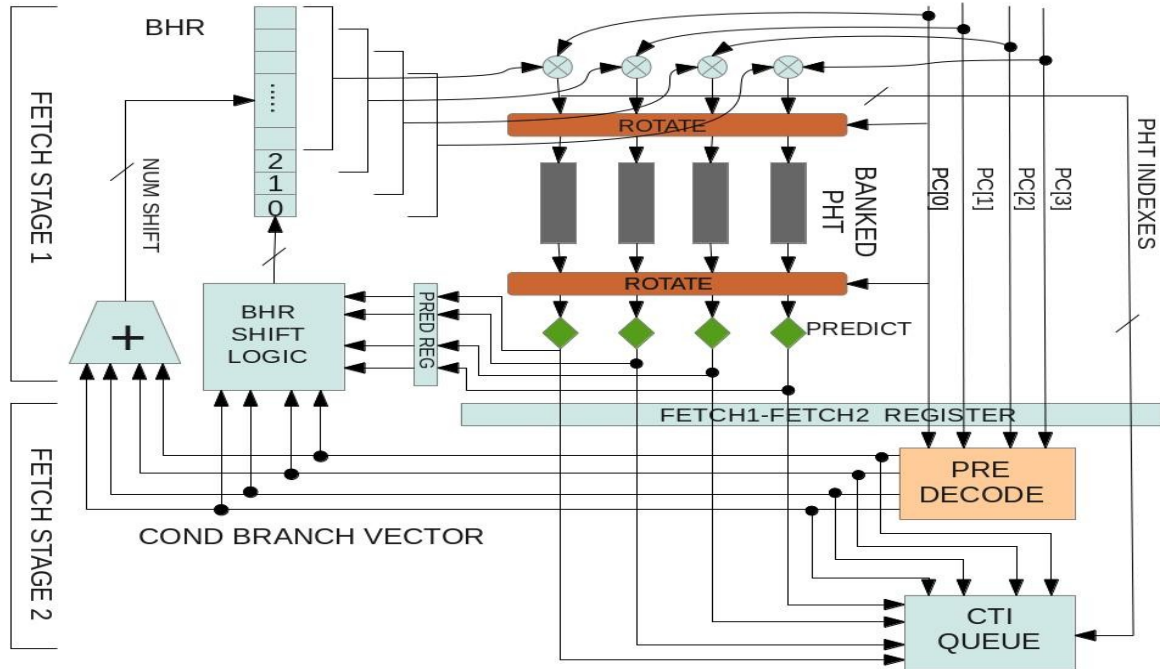 BHR
FETCH STAGE 1
NUM SHIFT
.....
2
1
0
ROTATE
BANKED
PHT
PC[0]
PC[1]
PC[2]
PC[3]
PHT INDEXES
ROTATE
PREDICT
BHR
SHIFT
LOGIC
PRED REG
+
FETCH1-FETCH2 REGISTER
FETCH STAGE 2
PRE
DECODE
COND BRANCH VECTOR
CTI
QUEUE